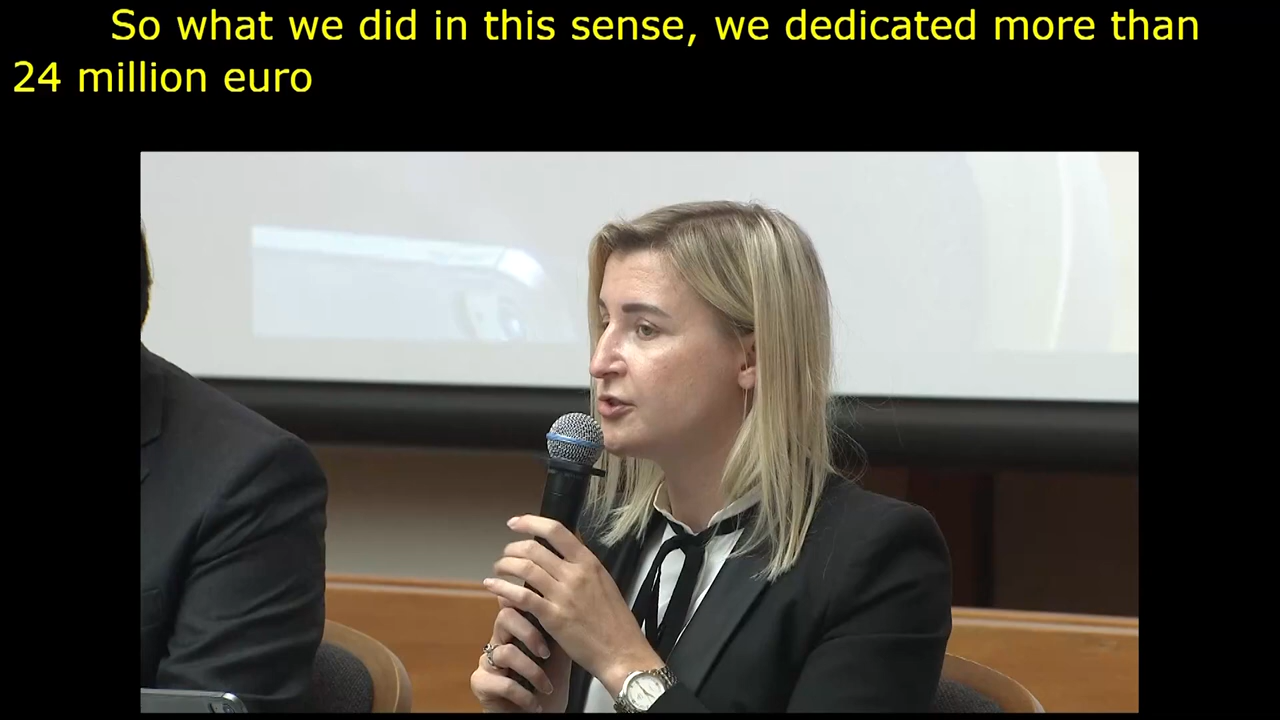 So what we did in this sense, we dedicated more than
24 million euro